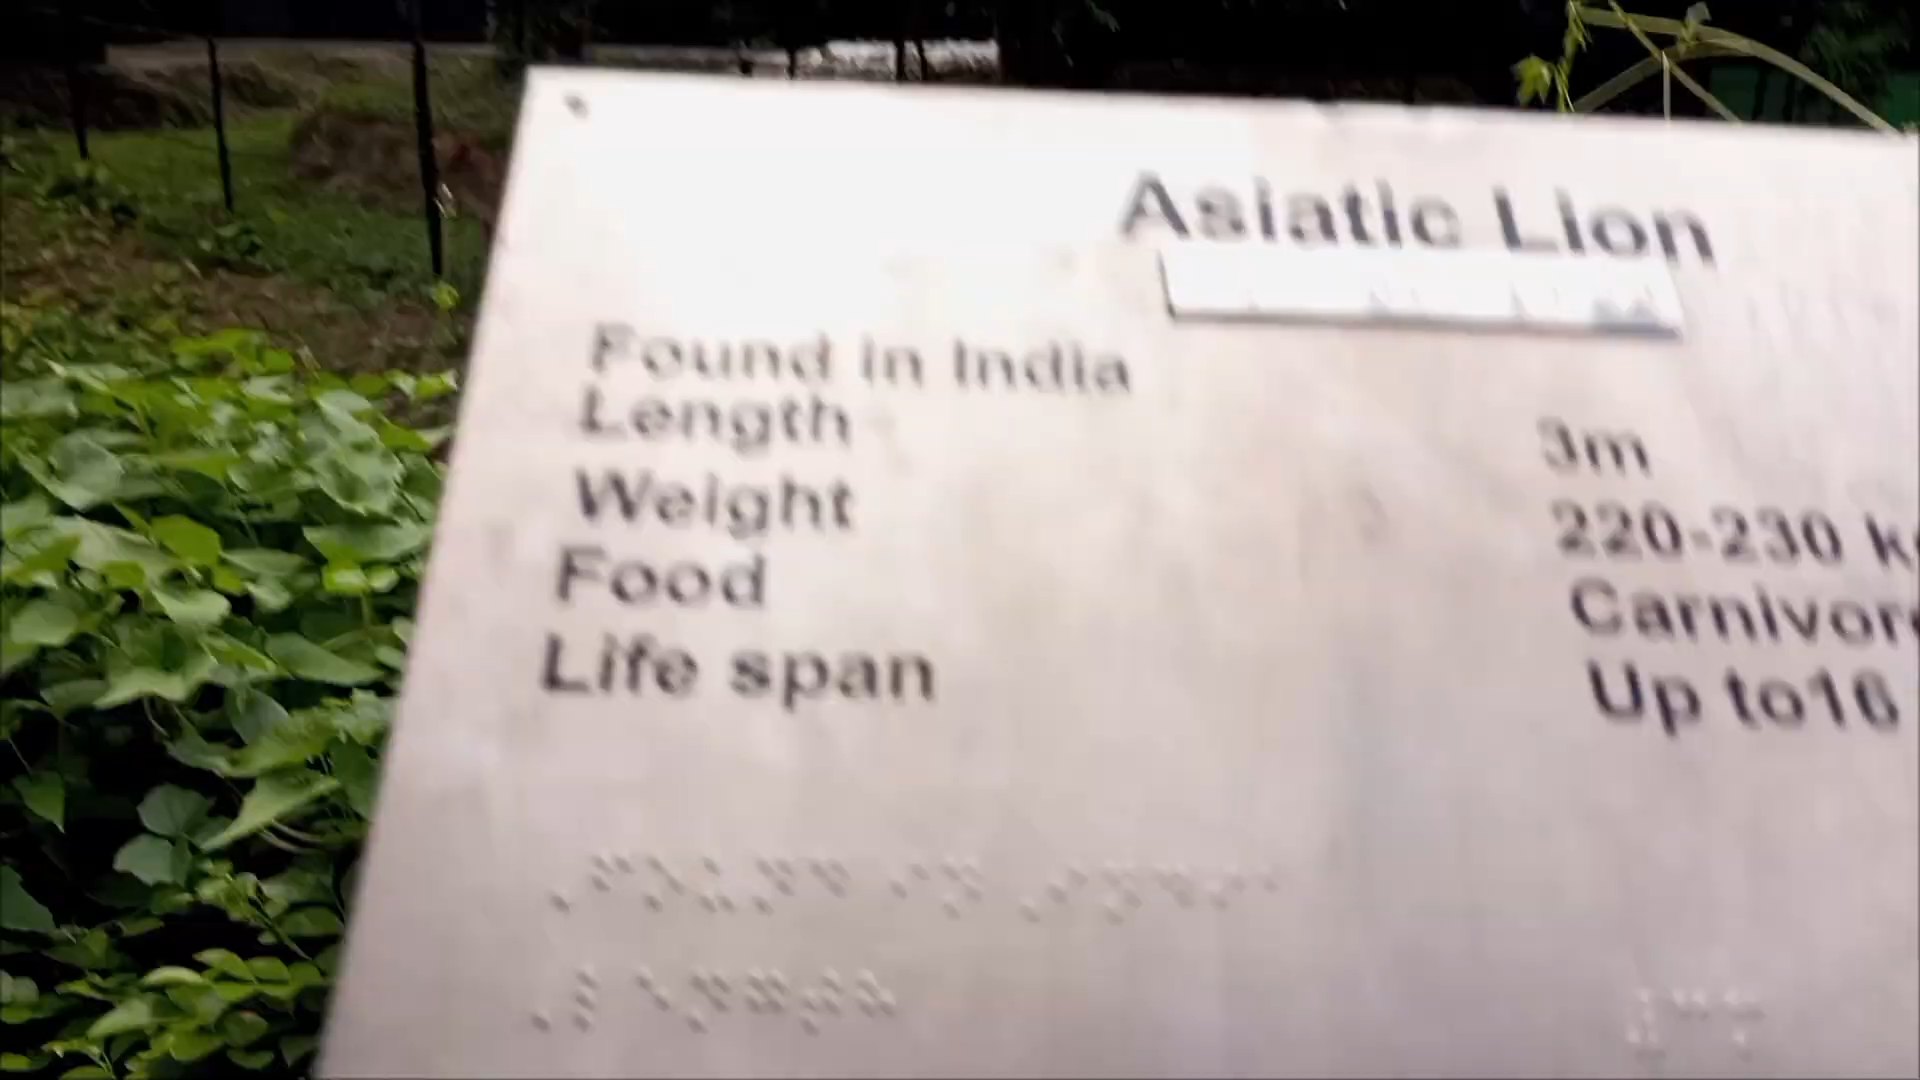 Asiatic Lion
Found in India
Length 3m
Weight 220-230
Food Carnivor
Life span Up to16